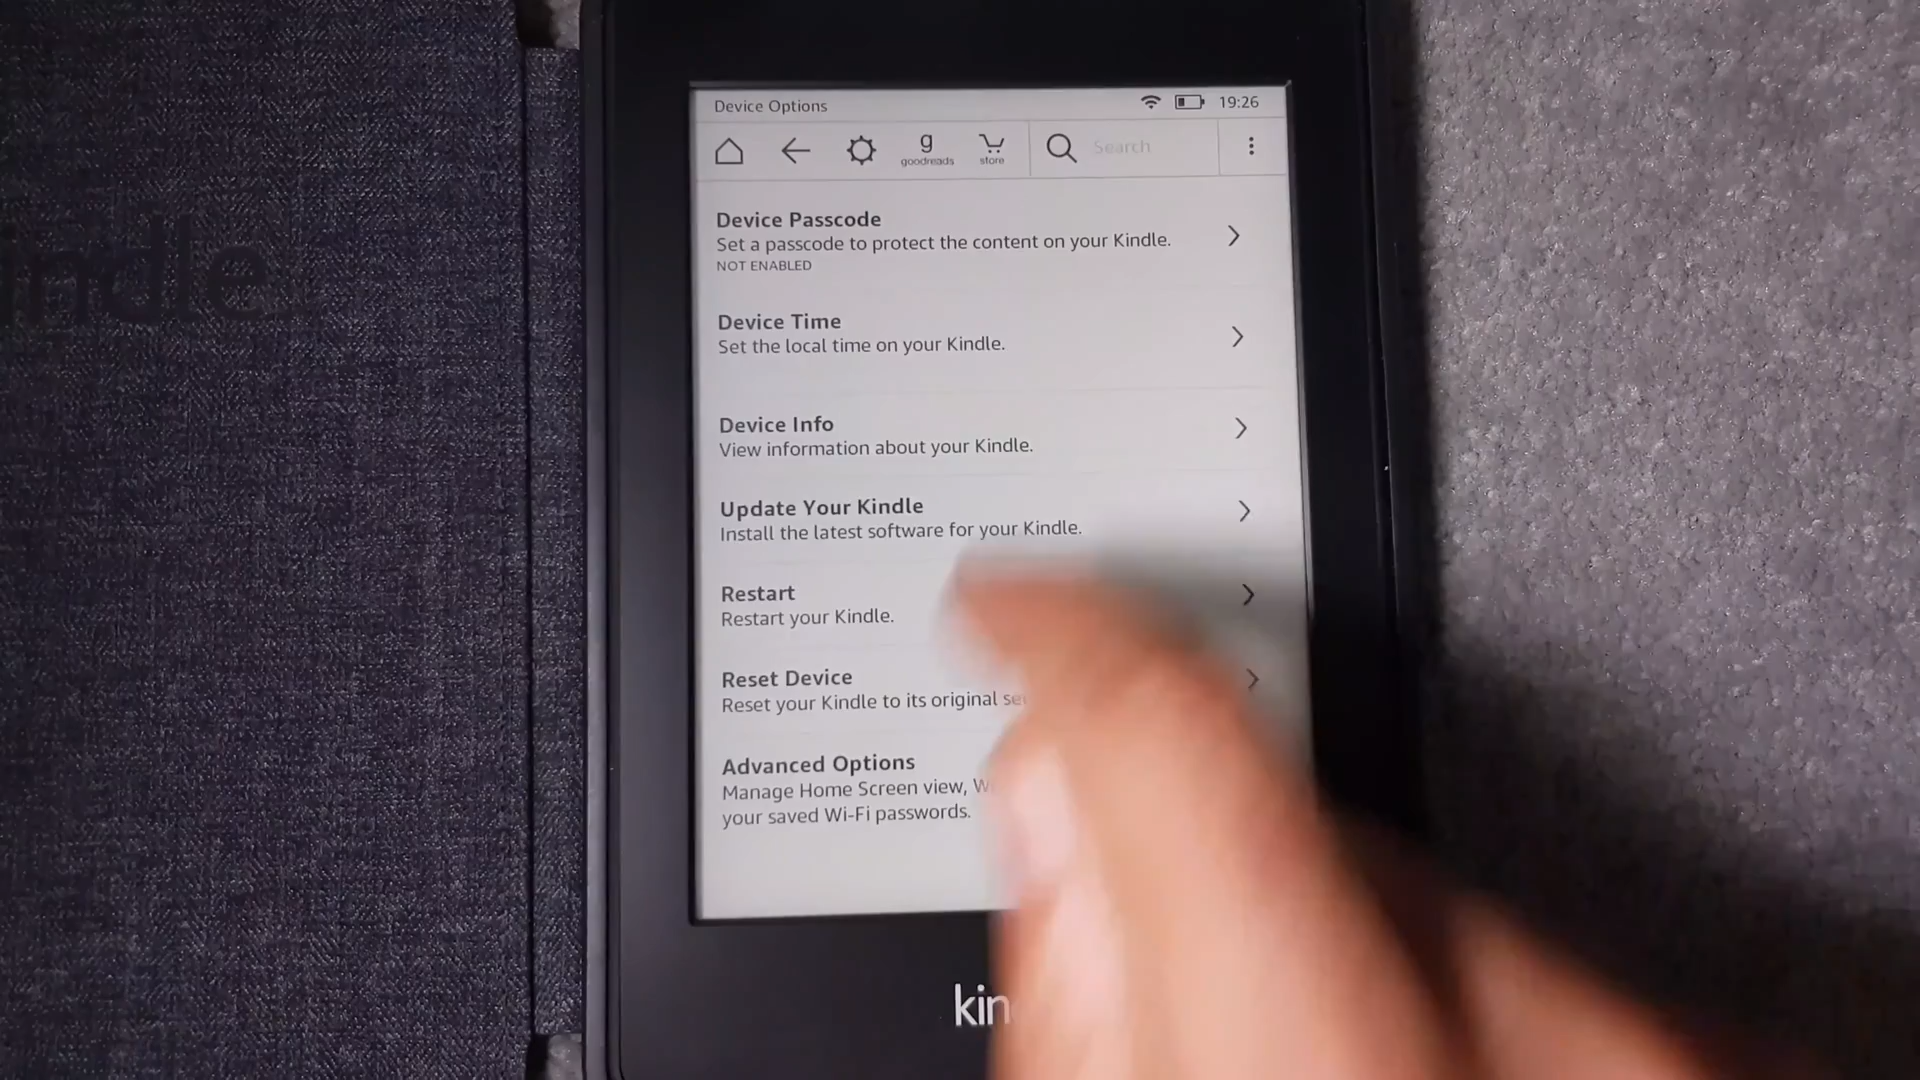 Device Options
19:26
goodreads
store
Search
Device Passcode
Set a passcode to protect the content on your Kindle.
NOT ENABLED
Device Time
Set the local time on your Kindle.
Device Info
View information about your Kindle.
Update Your Kindle
Install the latest software for your Kindle.
Restart
Restart your Kindle.
Reset Device
Reset your Kindle to its original
Advanced Options
Manage Home Screen view,
your saved Wi-Fi passwords.
kin
indle